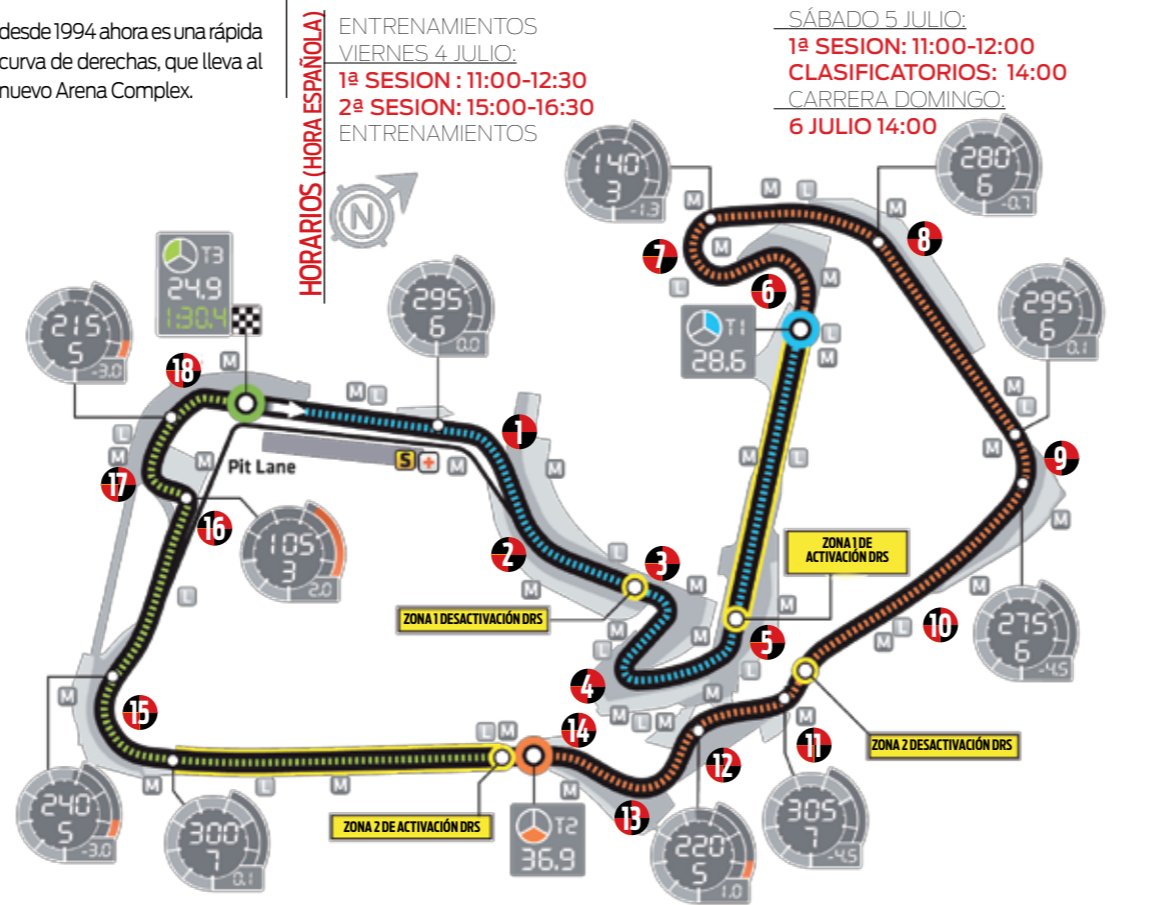 desde 1994 ahora es una rápida
curva de derechas, que lleva al
nuevo Arena Complex.
HORARIOS (HORA ESPAÑOLA)
ENTRENAMIENTOS
VIERNES 4 JULIO:
1ª SESION : 11:00-12:30
2ª SESION: 15:00-16:30
ENTRENAMIENTOS
SÁBADO 5 JULIO:
1ª SESION: 11:00-12:00
CLASIFICATORIOS: 14:00
CARRERA DOMINGO:
6 JULIO 14:00
N
140
3
-1.3
280
6
-0.7
M
L
M
M
M
L
7
6
8
M
T3
24.9
1:30.4
295
6
0.0
215
5
-3.0
T1
28.6
L
M
295
6
0.1
18
M
M
L
M
L
1
M
9
L
M
17
M
Pit Lane
S
+
M
M
M
L
16
105
3
2.0
2
L
3
M
M
ZONA 1 DE
ACTIVACIÓN DRS
M
M
275
6
-4.5
L
ZONA 1 DESACTIVACIÓN DRS
M
L
M
5
L
10
L
M
4
M
15
M
L
M
M
14
L
M
12
11
M
ZONA 2 DESACTIVACIÓN DRS
M
L
M
M
13
240
5
-3.0
300
7
0.1
ZONA 2 DE ACTIVACIÓN DRS
T2
36.9
220
5
1.0
305
7
-4.5